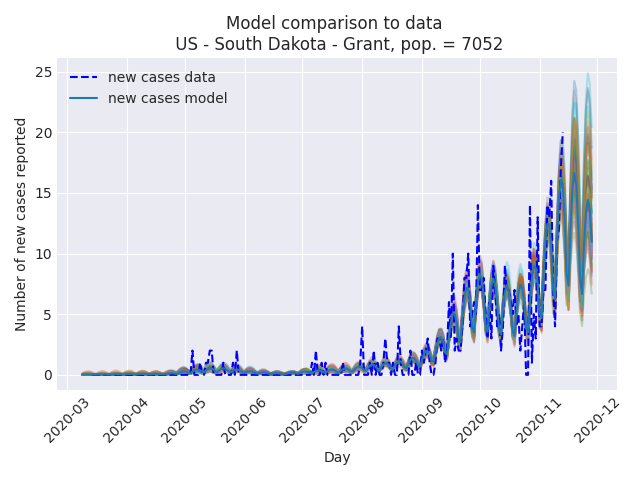 Model comparison to data
US - South Dakota - Grant, pop. = 7052
new cases data
new cases model
Number of new cases reported
25
20
15
10
5
0
2020-03
2020-04
2020-05
2020-06
2020-07
2020-08
2020-09
2020-10
2020-11
2020-12
Day